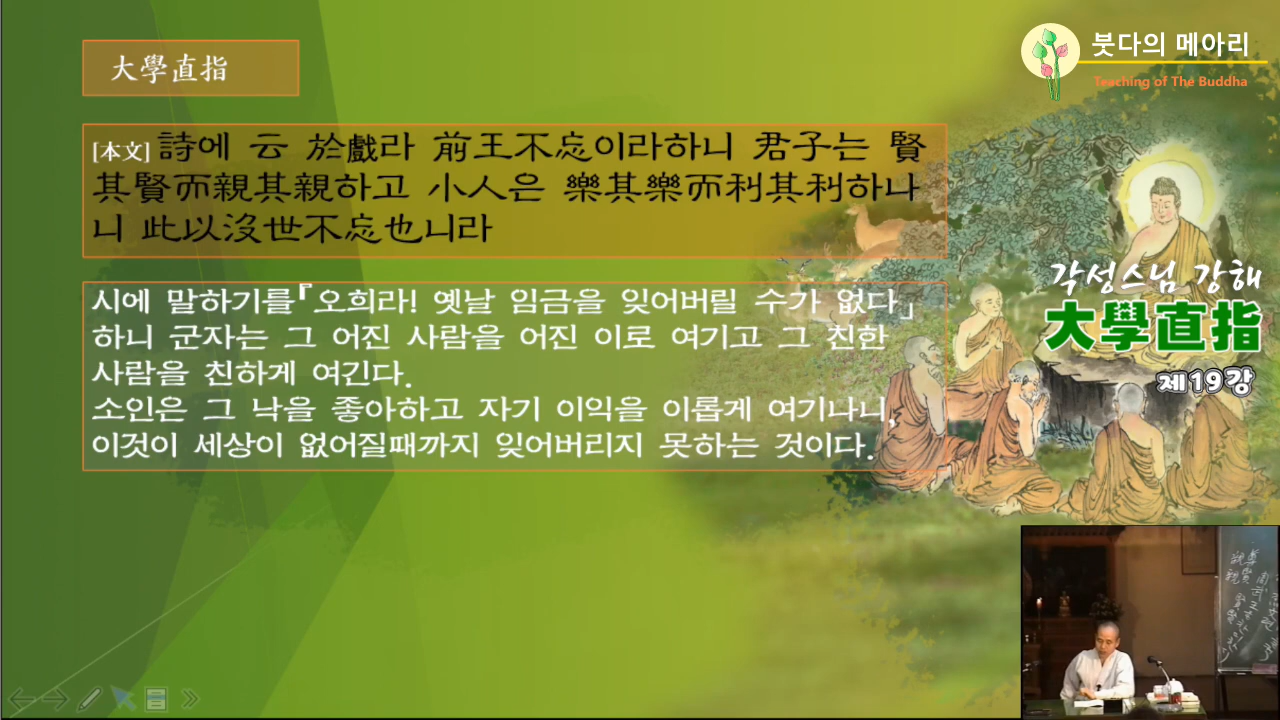 大學直指
붓다의 메아리
Teaching of The Buddha
[本文] 詩에 云 於戲라 前王不忘이라하니 君子는 賢
其賢而親其親하고 小人은 樂其樂而利其利하나
니 此以沒世不忘也니라
시에 말하기를『오희라! 옛날 임금을 잊어버릴 수가 없다」
하니 군자는 그 어진 사람을 어진 이로 여기고 그 친한
사람을 친하게 여긴다.
소인은 그 낙을 좋아하고 자기 이익을 이롭게 여기나니,
이것이 세상이 없어질때까지 잊어버리지 못하는 것이다.
각성스님 강해
大學直指
제19강